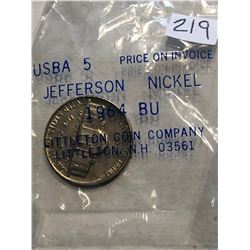 219
USBA 5 PRICE ON INVOICE
JEFFERSON NICKEL
1964 BU
LITTLETON COIN COMPANY
LITTLETON, N.H. 03561